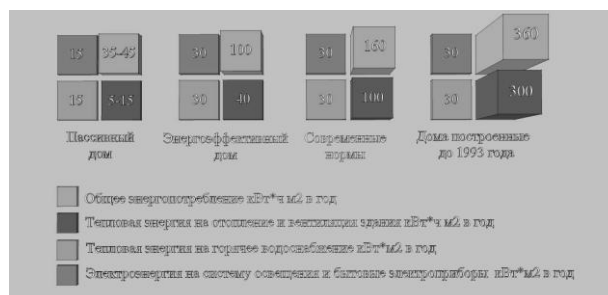 15 35-45 30 100 30 160 30 360
15 5-15 30 40 30 100 30 300
Пассивный Энергоэффективный Современные Дома построенные
дом дом нормы до 1993 года
Общее энергопотребление кВт*ч м2 в год
Тепловая энергия на отопление и вентиляция здания кВт*ч м2 в год
Тепловая энергия на горячее водоснабжение кВт*м2 в год
Электроэнергия на систему освещения и бытовые электроприборы кВт*м2 в год